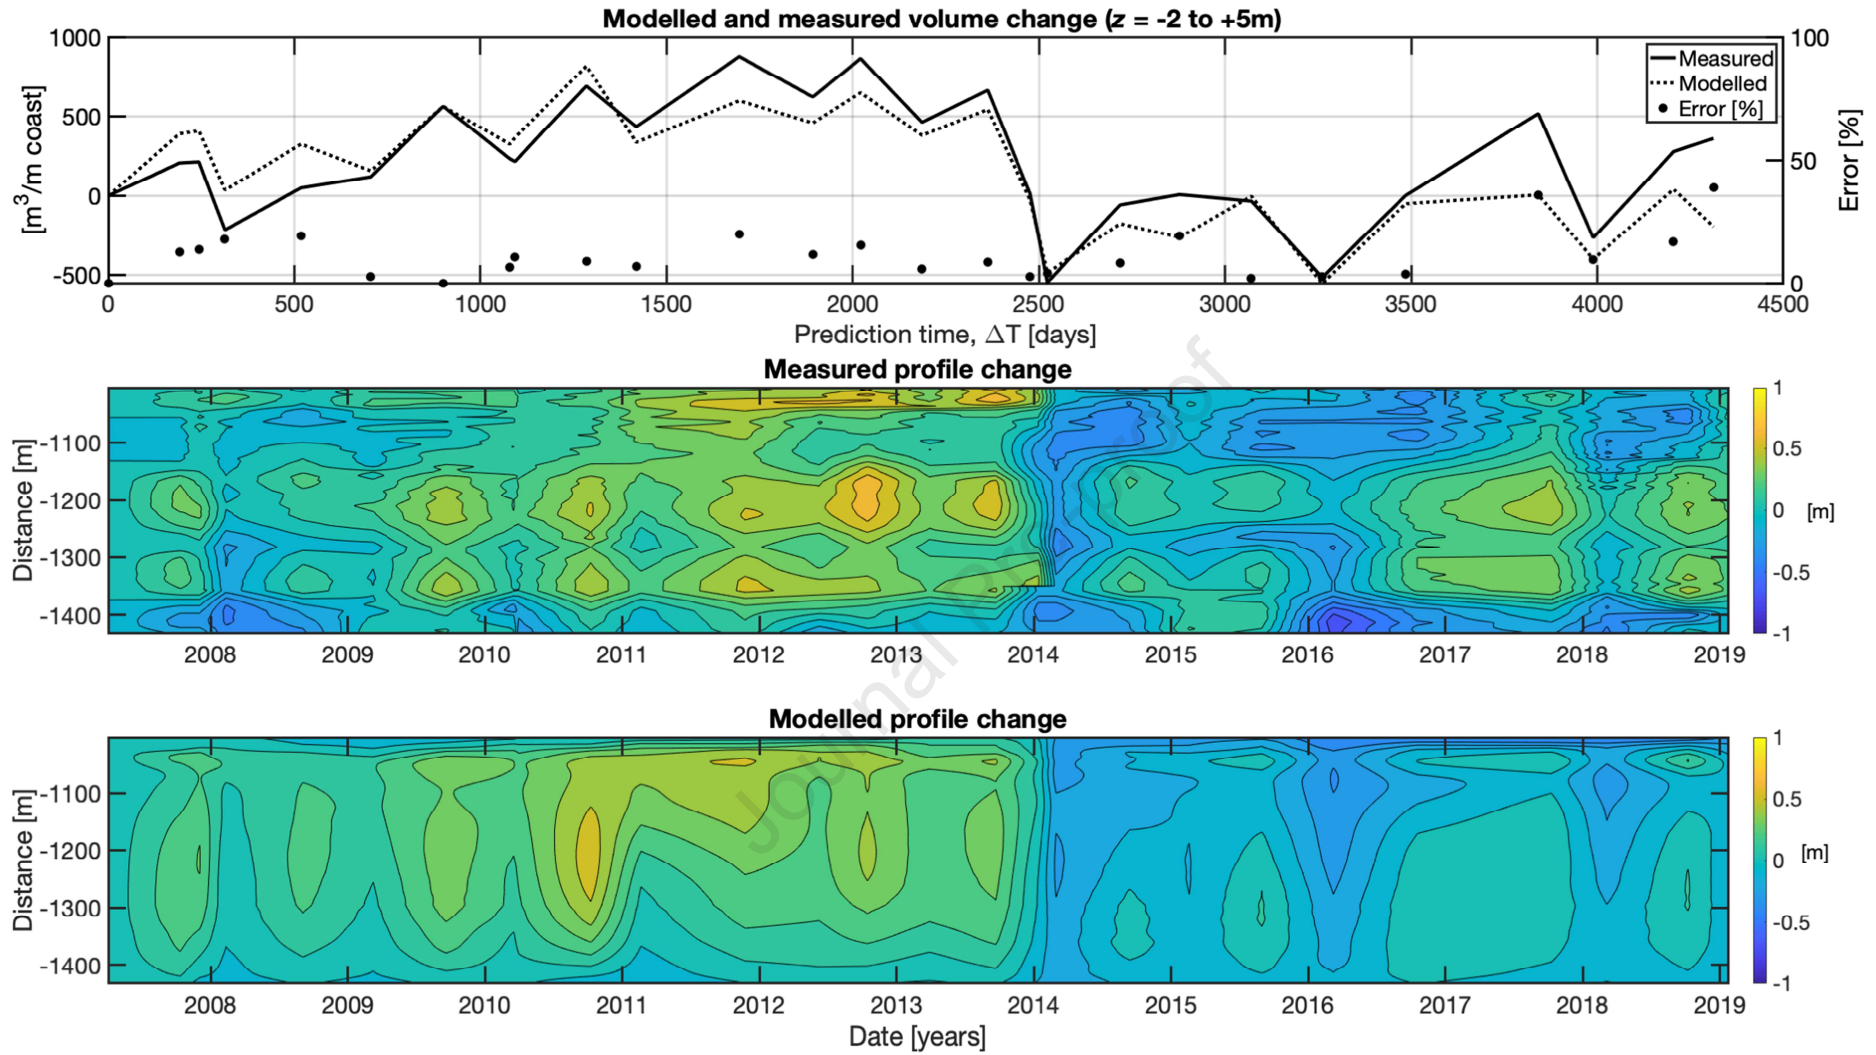 Modelled and measured volume change (z = -2 to +5m)
1000
500
0
-500
[m³/m coast]
100
50
0
Error [%]
Measured
Modelled
Error [%]
0 500 1000 1500 2000 2500 3000 3500 4000 4500
Prediction time, ΔT [days]
Measured profile change
Distance [m]
-1100
-1200
-1300
-1400
2008 2009 2010 2011 2012 2013 2014 2015 2016 2017 2018 2019
1
0.5
0
-0.5
-1
[m]
Journal Pre-proof
Modelled profile change
Distance [m]
-1100
-1200
-1300
-1400
2008 2009 2010 2011 2012 2013 2014 2015 2016 2017 2018 2019
Date [years]
1
0.5
0
-0.5
-1
[m]